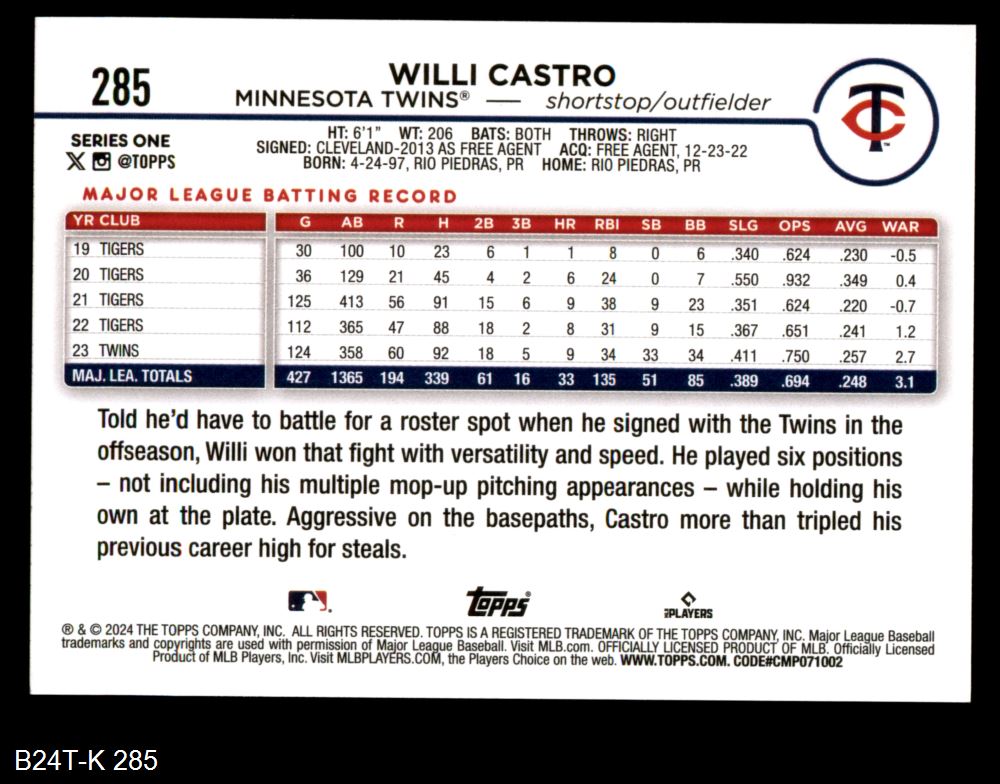 285
WILLI CASTRO
MINNESOTA TWINS® — shortstop/outfielder
TC™
SERIES ONE
@TOPPS
HT: 6'1" WT: 206 BATS: BOTH THROWS: RIGHT
SIGNED: CLEVELAND-2013 AS FREE AGENT ACQ: FREE AGENT, 12-23-22
BORN: 4-24-97, RIO PIEDRAS, PR HOME: RIO PIEDRAS, PR
MAJOR LEAGUE BATTING RECORD
YR CLUB G AB R H 2B 3B HR RBI SB BB SLG OPS AVG WAR
19 TIGERS 30 100 10 23 6 1 1 8 0 6 .340 .624 .230 -0.5
20 TIGERS 36 129 21 45 4 2 6 24 0 7 .550 .932 .349 0.4
21 TIGERS 125 413 56 91 15 6 9 38 9 23 .351 .624 .220 -0.7
22 TIGERS 112 365 47 88 18 2 8 31 9 15 .367 .651 .241 1.2
23 TWINS 124 358 60 92 18 5 9 34 33 34 .411 .750 .257 2.7
MAJ. LEA. TOTALS 427 1365 194 339 61 16 33 135 51 85 .389 .694 .248 3.1
Told he'd have to battle for a roster spot when he signed with the Twins in the
offseason, Willi won that fight with versatility and speed. He played six positions
– not including his multiple mop-up pitching appearances – while holding his
own at the plate. Aggressive on the basepaths, Castro more than tripled his
previous career high for steals.
Topps®
PLAYERS
® & © 2024 THE TOPPS COMPANY, INC. ALL RIGHTS RESERVED. TOPPS IS A REGISTERED TRADEMARK OF THE TOPPS COMPANY, INC. Major League Baseball
trademarks and copyrights are used with permission of Major League Baseball. Visit MLB.com. OFFICIALLY LICENSED PRODUCT OF MLB. Officially Licensed
Product of MLB Players, Inc. Visit MLBPLAYERS.COM, the Players Choice on the web. WWW.TOPPS.COM. CODE#CMP071002
B24T-K 285